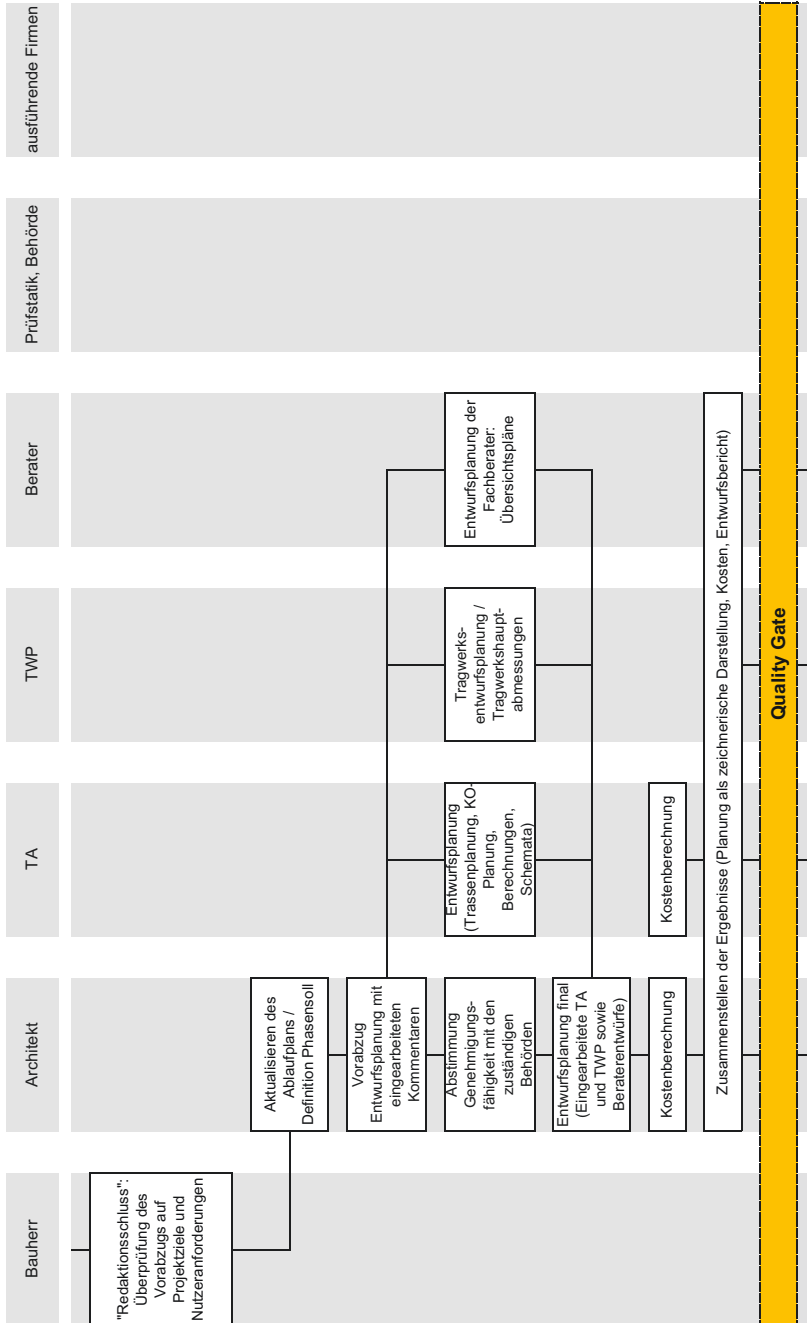 Bauherr
Architekt
TA
TWP
Berater
Prüfstatik, Behörde
ausführende Firmen
"Redaktionsschluss":
Überprüfung des
Vorabzugs auf
Projektziele und
Nutzeranforderungen
Aktualisieren des
Ablaufplans /
Definition Phasensoll
Vorabzug
Entwurfsplanung mit
eingearbeiteten
Kommentaren
Abstimmung
Genehmigungs-
fähigkeit mit den
zuständigen
Behörden
Entwurfsplanung
(Trassenplanung, KO-
Planung,
Berechnungen,
Schemata)
Tragwerks-
entwurfsplanung /
Tragwerkshaupt-
abmessungen
Entwurfsplanung der
Fachberater:
Übersichtspläne
Entwurfsplanung final
(Eingearbeitete TA
und TWP sowie
Beraterentwürfe)
Kostenberechnung
Kostenberechnung
Zusammenstellen der Ergebnisse (Planung als zeichnerische Darstellung, Kosten, Entwurfsbericht)
Quality Gate